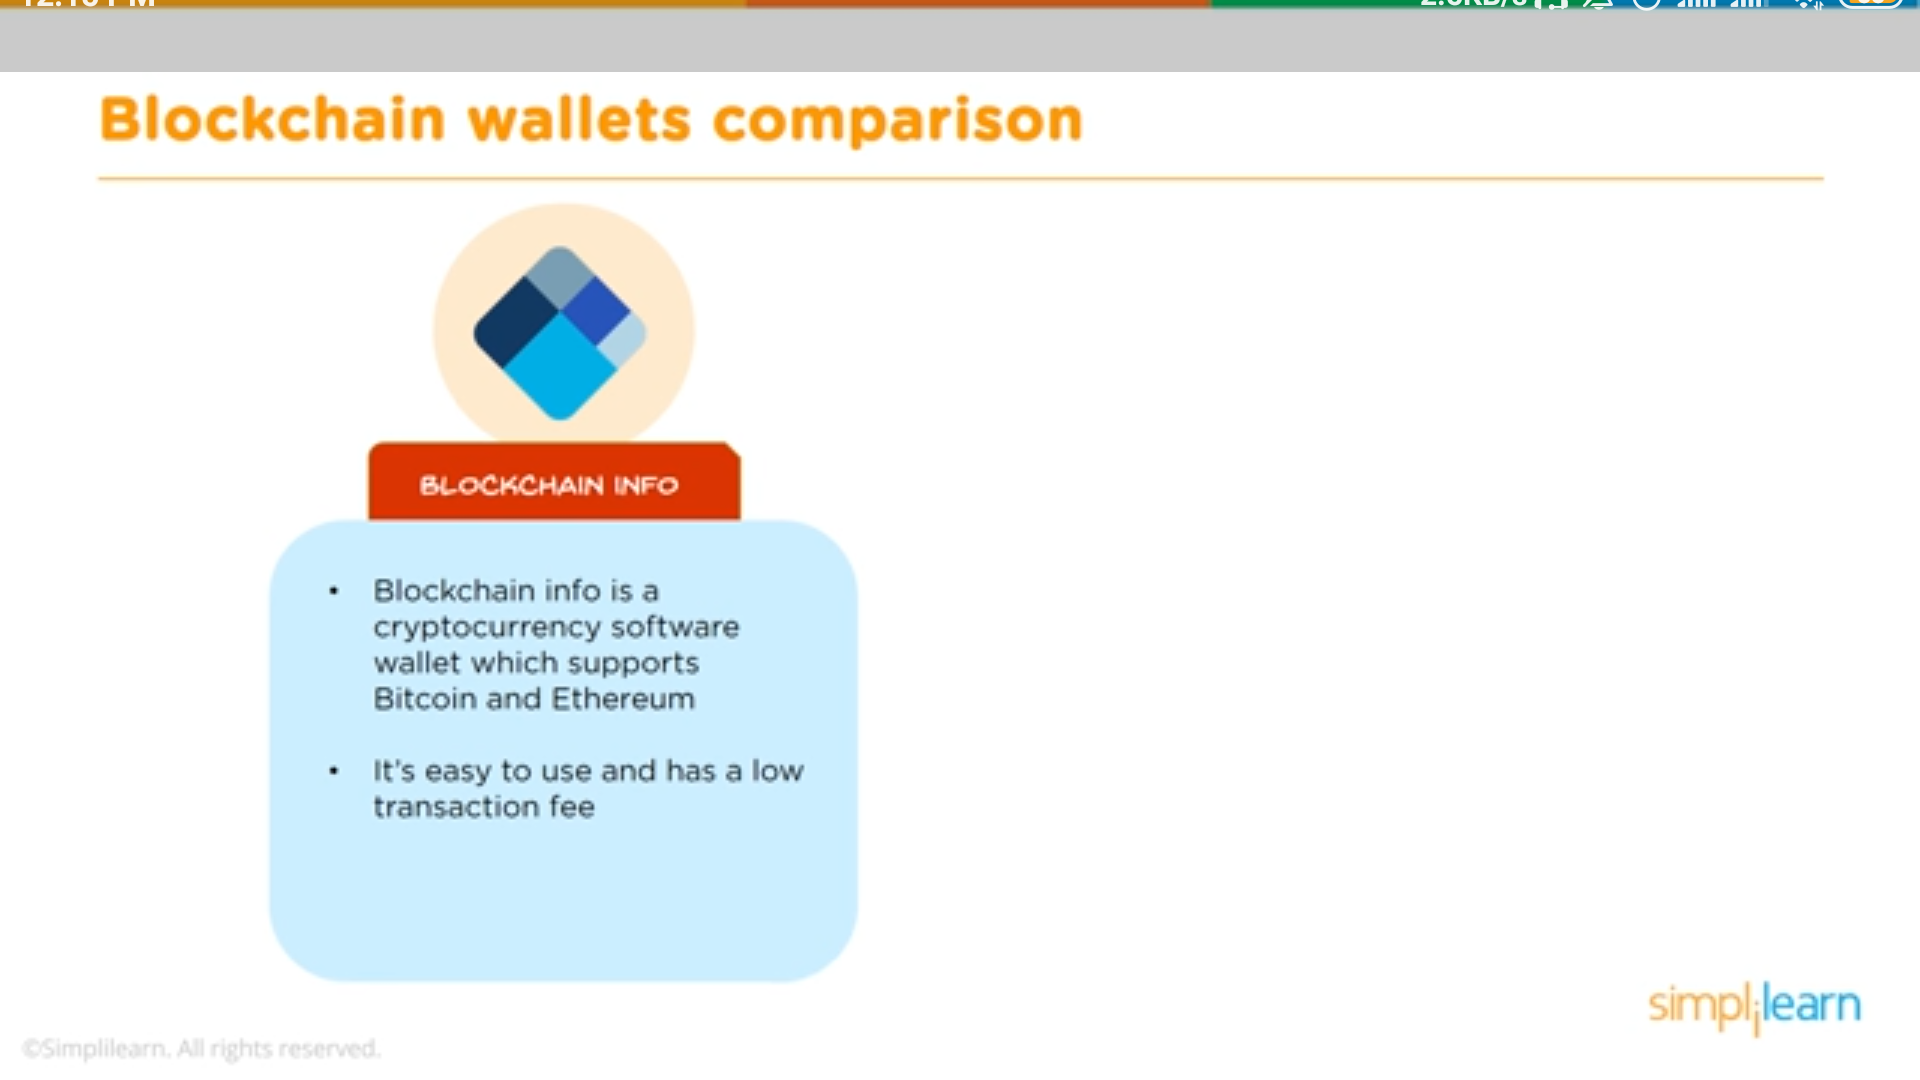 Blockchain wallets comparison
BLOCKCHAIN INFO
• Blockchain info is a
cryptocurrency software
wallet which supports
Bitcoin and Ethereum
• It's easy to use and has a low
transaction fee
simplilearn
©Simplilearn. All rights reserved.